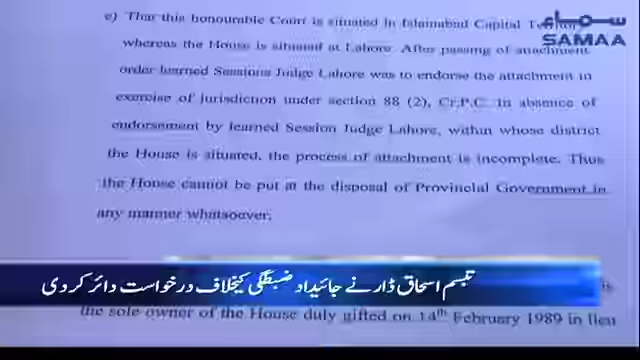 سماء
SAMAA
e) That this honourable Court is situated in Islamabad Capital
whereas the House is situated at Lahore. After passing of attachment
order learned Sessions Judge Lahore was to endorse the attachment in
exercise of jurisdiction under section 88 (2), Cr.P.C. In absence of
endorsement by learned Session Judge Lahore, within whose district
the House is situated, the process of attachment is incomplete. Thus
the House cannot be put at the disposal of Provincial Government in
any manner whatsoever.
تبسم اسحاق ڈار نے جائیداد ضبطگی کیخلاف درخواست دائر کر دی
is
the sole owner of the House duly gifted on 14th February 1989 in lieu